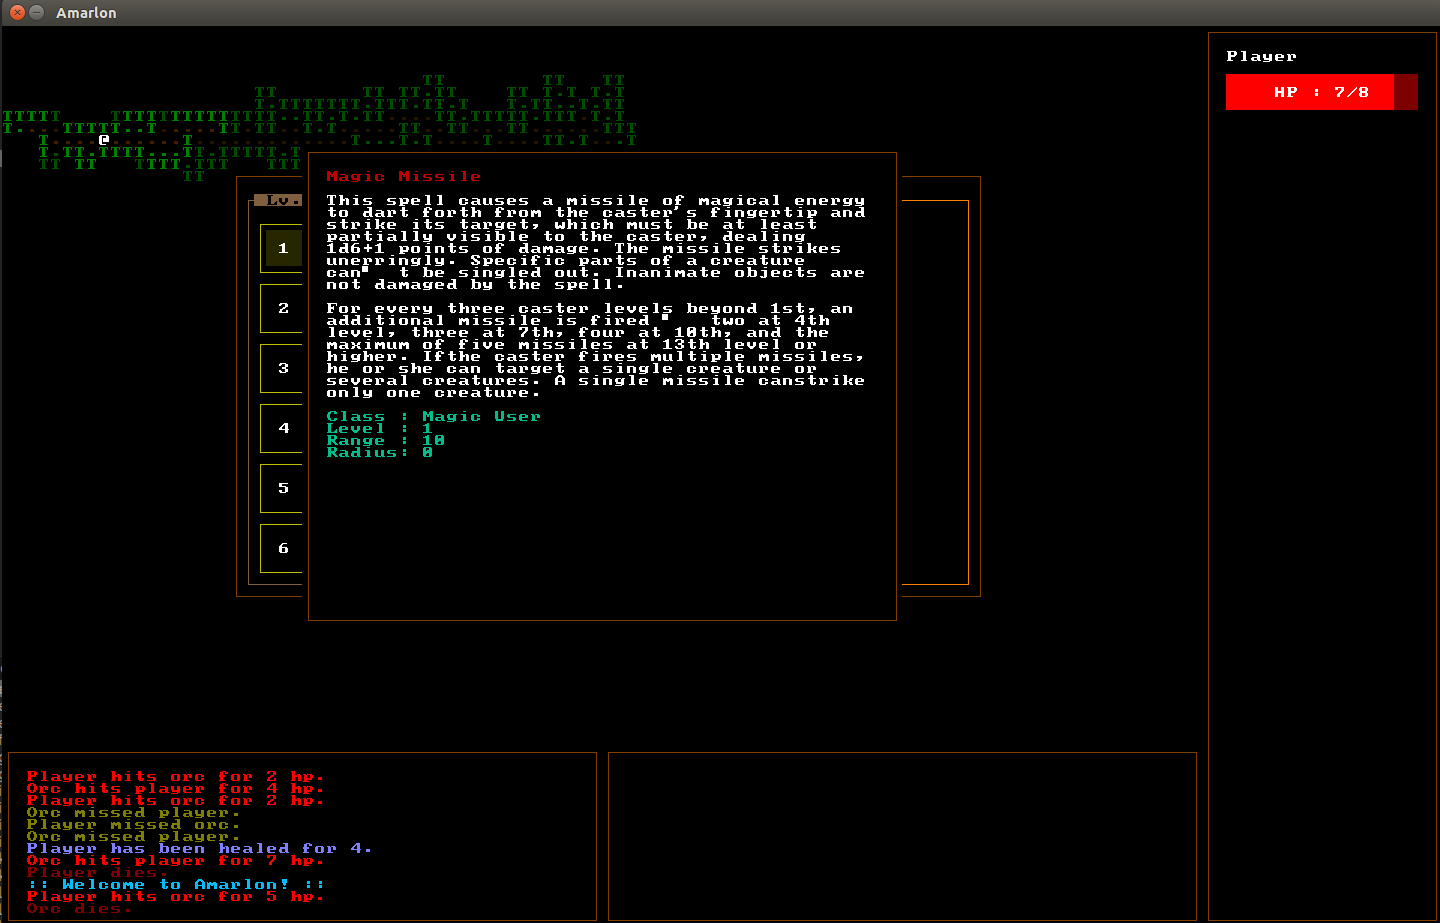 Amarlon
Player
HP : 7/8
Magic Missile
This spell causes a missile of magical energy
to dart forth from the caster's fingertip and
strike its target, which must be at least
partially visible to the caster, dealing
1d6+1 points of damage. The missile strikes
unerringly. Specific parts of a creature
can" t be singled out. Inanimate objects are
not damaged by the spell.
For every three caster levels beyond 1st, an
additional missile is fired " two at 4th
level, three at 7th, four at 10th, and the
maximum of five missiles at 13th level or
higher. Ifthe caster fires multiple missiles,
he or she can target a single creature or
several creatures. A single missile canstrike
only one creature.
Class : Magic User
Level : 1
Range : 10
Radius: 0
Lv.
1
2
3
4
5
6
Player hits orc for 2 hp.
Orc hits player for 4 hp.
Player hits orc for 2 hp.
Orc missed player.
Player missed orc.
Orc missed player.
Player has been healed for 4.
Orc hits player for 7 hp.
Player dies.
:: Welcome to Amarlon! ::
Player hits orc for 5 hp.
Orc dies.